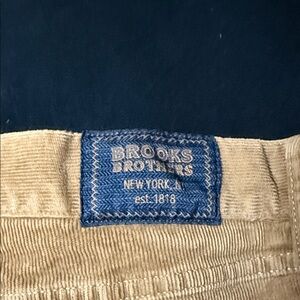 BROOKS
BROTHERS
NEW YORK, N
est. 1818